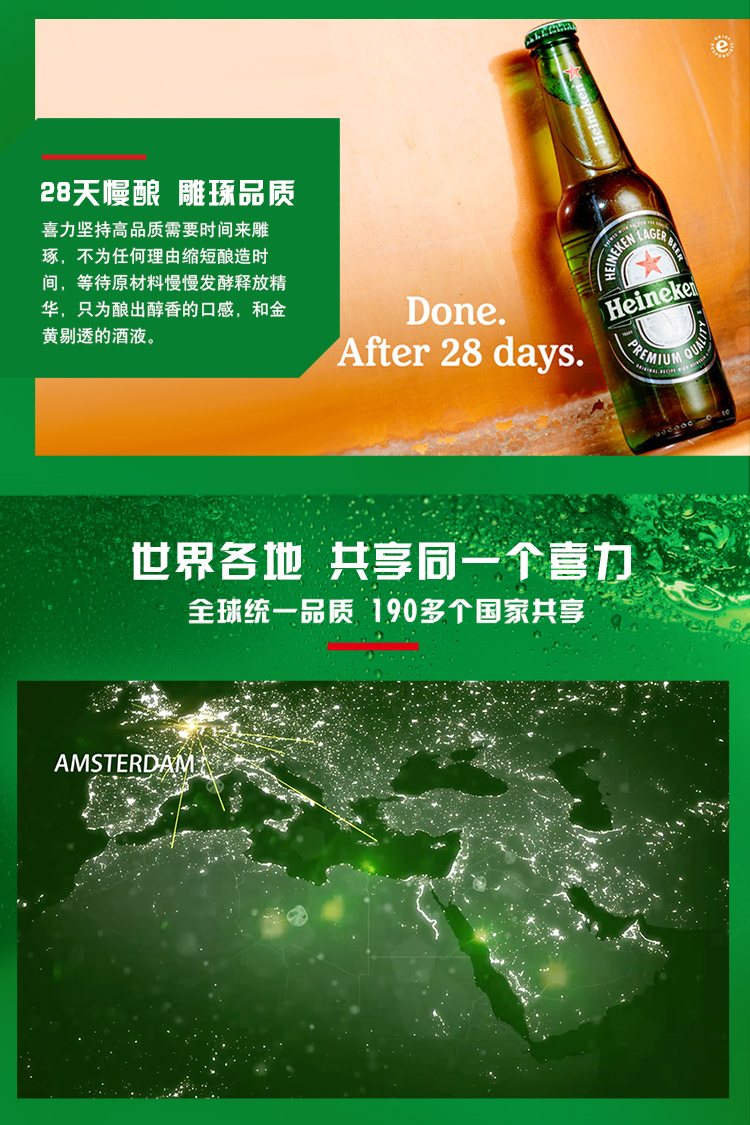 28天慢酿 雕琢品质
喜力坚持高品质需要时间来雕
琢，不为任何理由缩短酿造时
间，等待原材料慢慢发酵释放精
华，只为酿出醇香的口感，和金
黄剔透的酒液。
Done.
After 28 days.
Heineken
HEINEKEN LAGER BEER
Heineken
TRADE
PREMIUM QUALITY
世界各地 共享同一个喜力
全球统一品质 190多个国家共享
AMSTERDAM